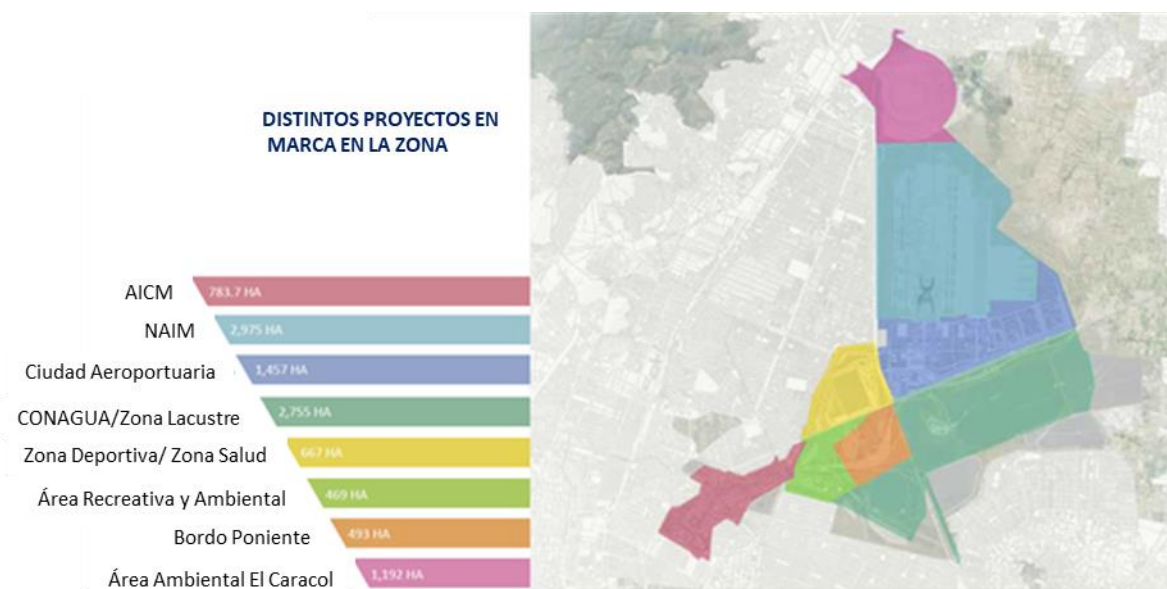 DISTINTOS PROYECTOS EN
MARCA EN LA ZONA
AICM 783.7 HA
NAIM 2,975 HA
Ciudad Aeroportuaria 1,457 HA
CONAGUA/Zona Lacustre 2,755 HA
Zona Deportiva/ Zona Salud 667 HA
Área Recreativa y Ambiental 469 HA
Bordo Poniente 493 HA
Área Ambiental El Caracol 1,192 HA